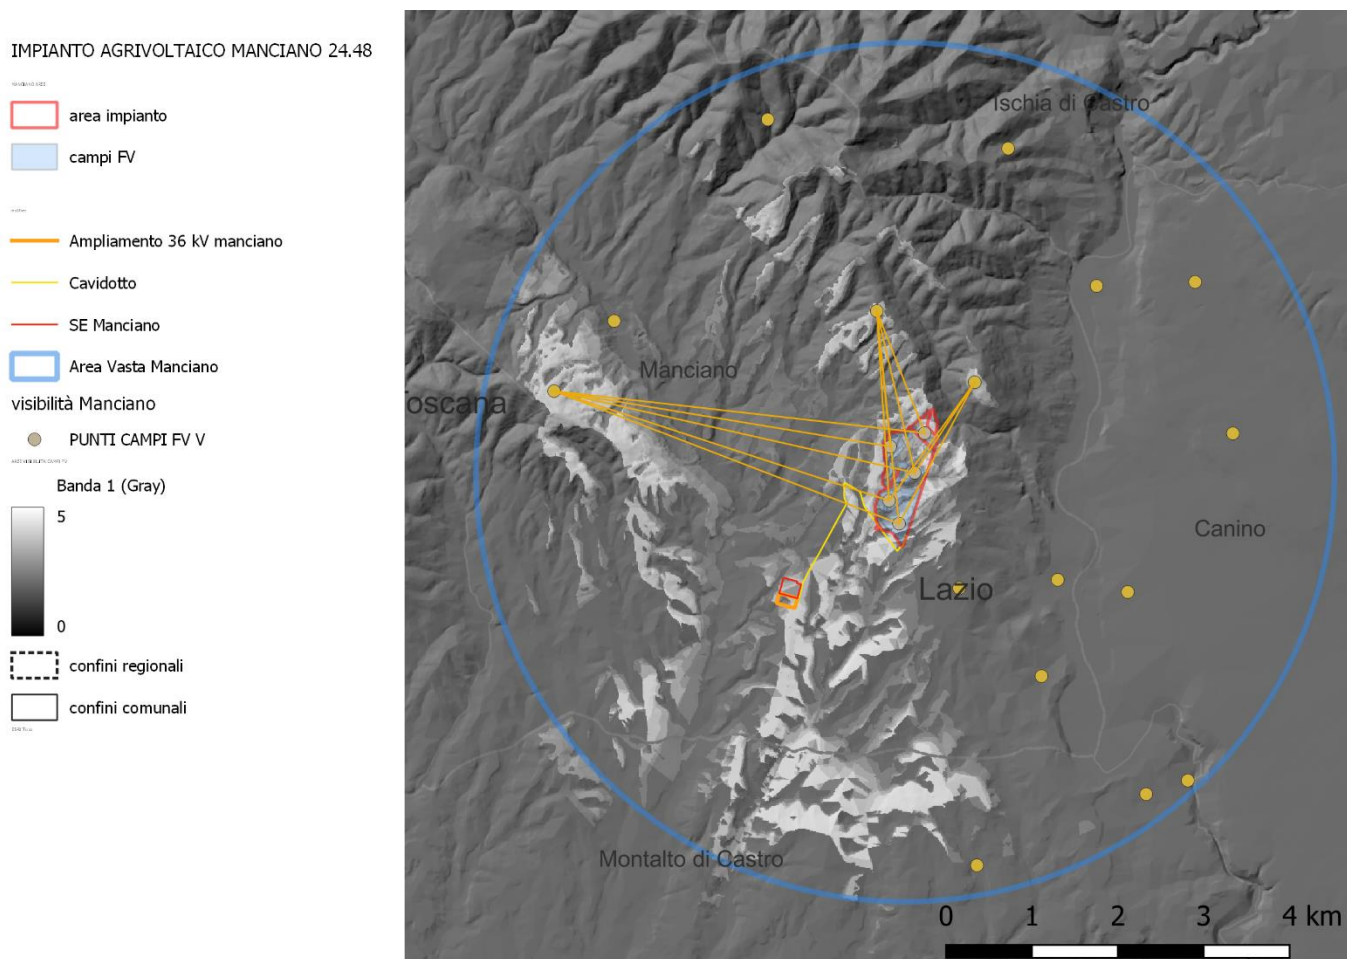 IMPIANTO AGRIVOLTAICO MANCIANO 24.48
area impianto
campi FV
Ampliamento 36 kV manciano
Cavidotto
SE Manciano
Area Vasta Manciano
visibilità Manciano
PUNTI CAMPI FV V
Banda 1 (Gray)
5
0
confini regionali
confini comunali
Ischia di Castro
Manciano
oscana
Canino
Lazio
Montalto di Castro
0 1 2 3 4 km